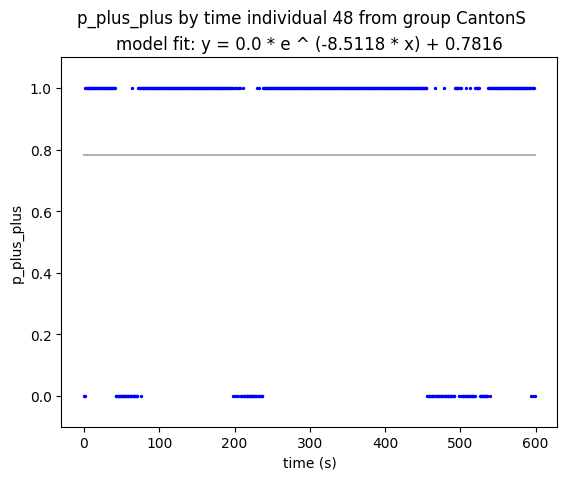 p_plus_plus by time individual 48 from group CantonS
model fit: y = 0.0 * e ^ (-8.5118 * x) + 0.7816
1.0
0.8
0.6
0.4
0.2
0.0
p_plus_plus
0 100 200 300 400 500 600
time (s)